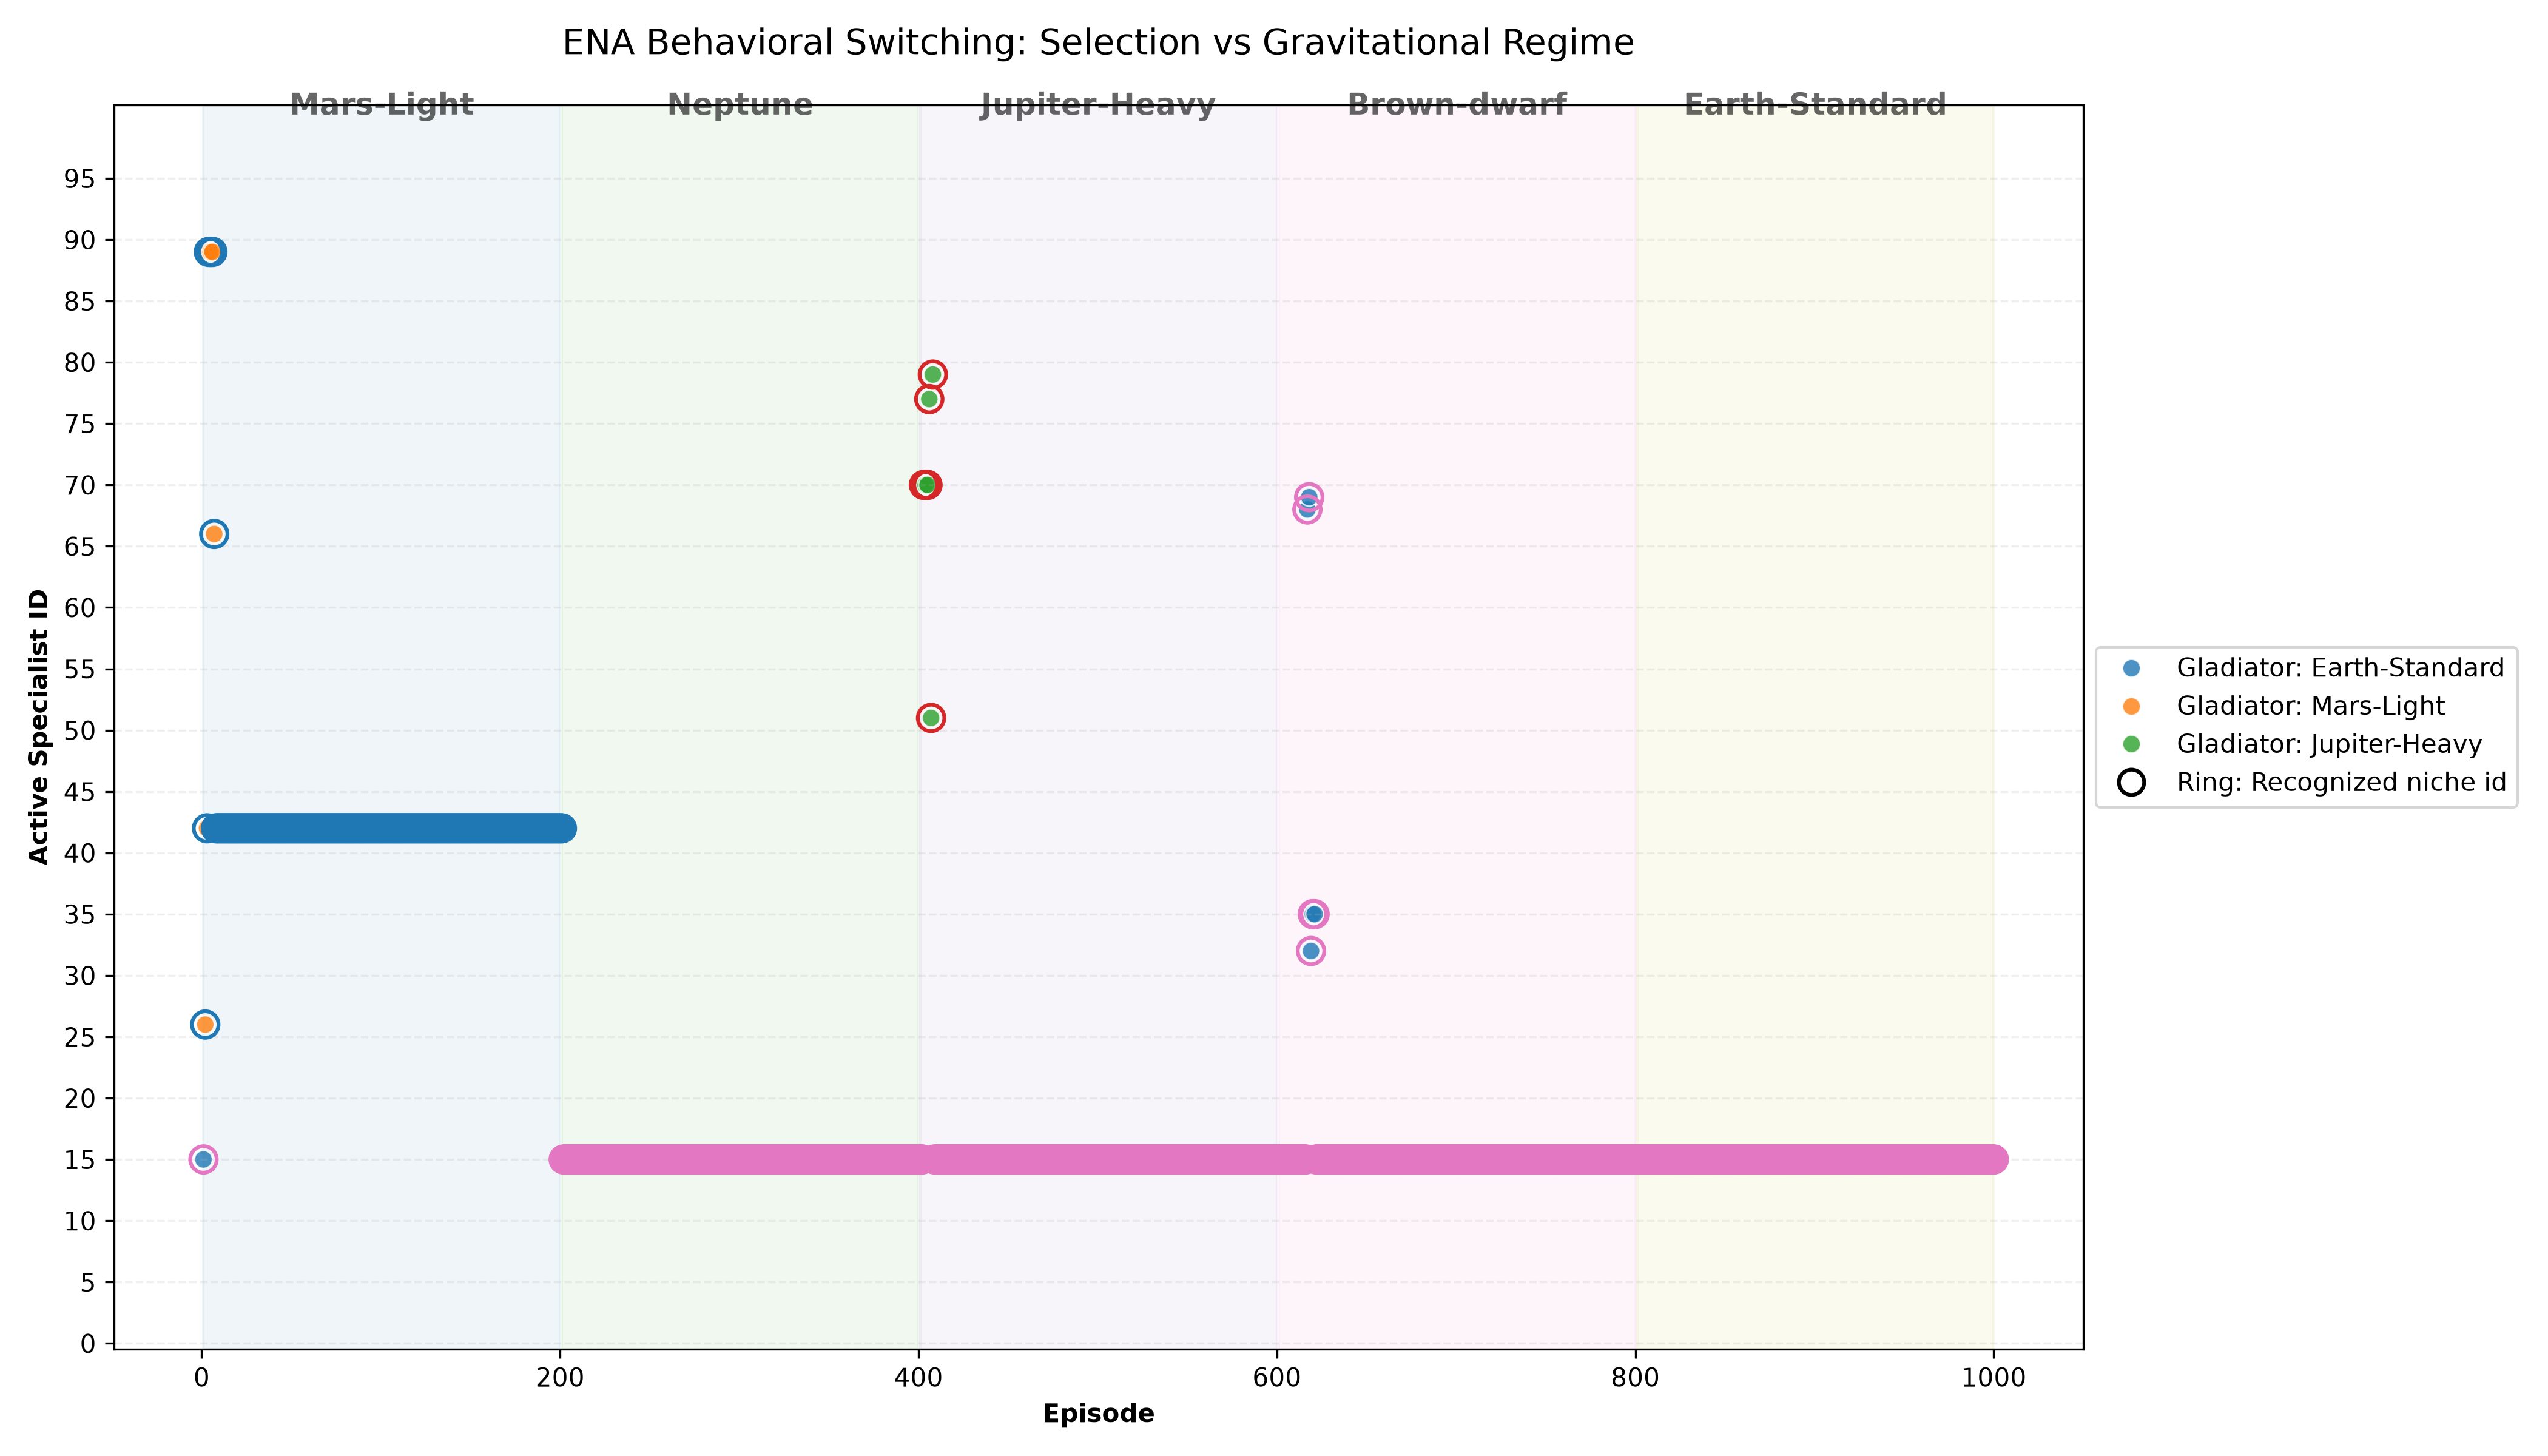 ENA Behavioral Switching: Selection vs Gravitational Regime
Mars-Light
Neptune
Jupiter-Heavy
Brown-dwarf
Earth-Standard
Active Specialist ID
95
90
85
80
75
70
65
60
55
50
45
40
35
30
25
20
15
10
5
0
0
200
400
600
800
1000
Episode
Gladiator: Earth-Standard
Gladiator: Mars-Light
Gladiator: Jupiter-Heavy
Ring: Recognized niche id